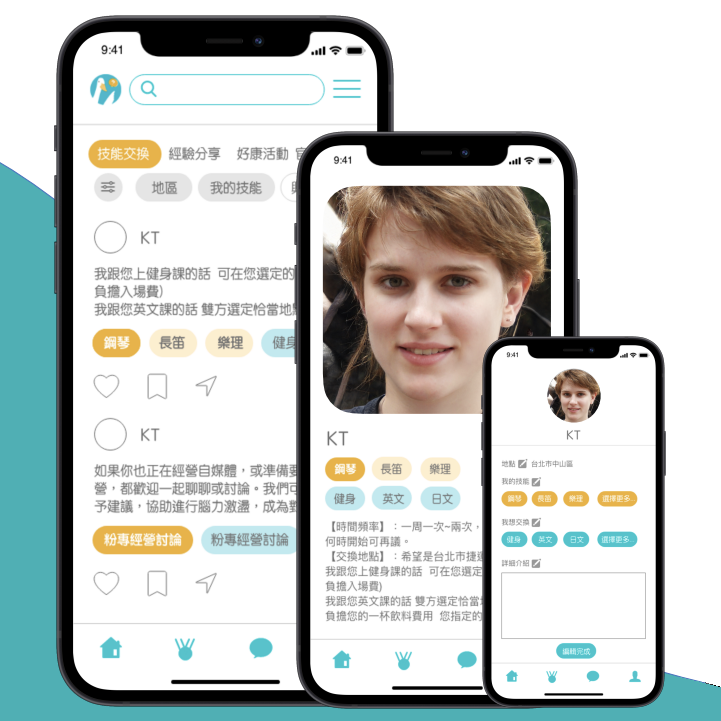 9:41
技能交換 經驗分享 好康活動
地區 我的技能
KT
我跟您上健身課的話 可在您選定的
負擔入場費)
我跟您英文課的話 雙方選定恰當地
鋼琴 長笛 樂理 健身
KT
如果你也正在經營自媒體，或準備
營，都歡迎一起聊聊或討論。我們可
予建議，協助進行腦力激盪，成為
粉專經營討論 粉專經營討論
9:41
KT
鋼琴 長笛 樂理
健身 英文 日文
【時間頻率】：一周一次~兩次，
何時開始可再議。
【交換地點】：希望是台北市捷
我跟您上健身課的話 可在您選定
負擔入場費)
我跟您英文課的話 雙方選定恰當
負擔您的一杯飲料費用 您指定的
9:41
KT
地點 台北市中山區
我的技能
鋼琴 長笛 樂理 選擇更多...
我想交換
健身 英文 日文 選擇更多...
詳細介紹
編輯完成